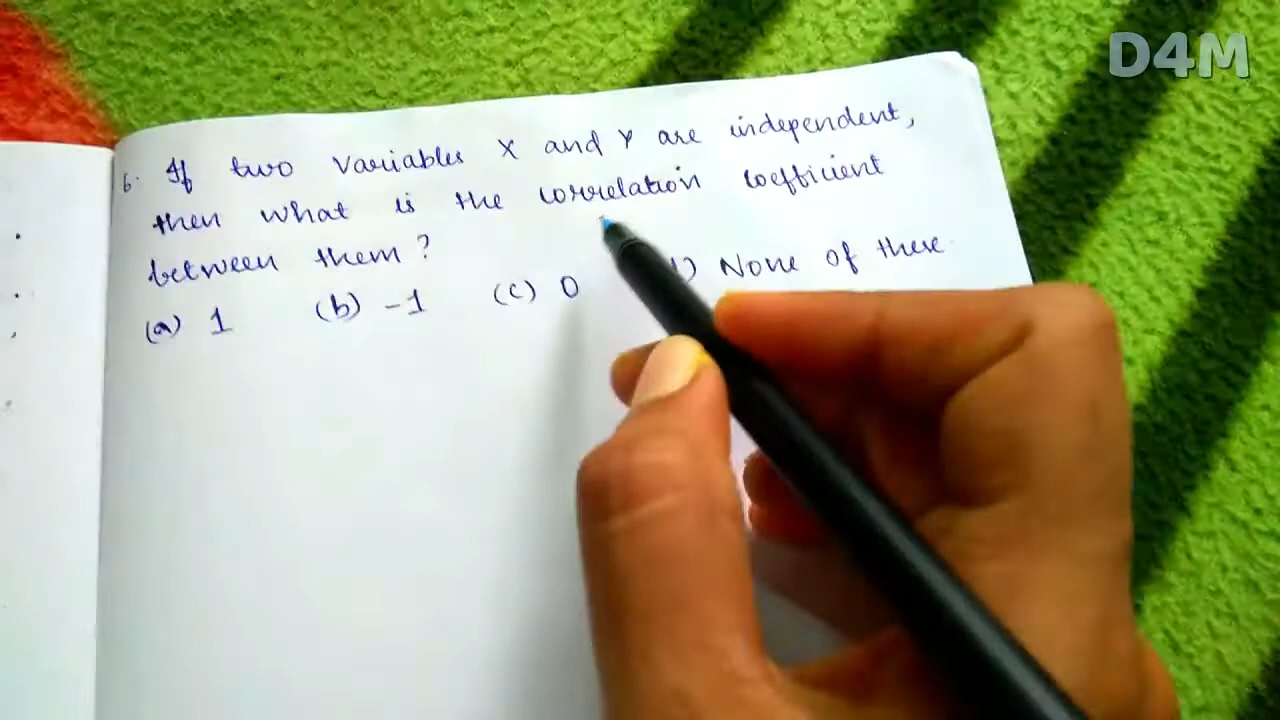 D4M
6. If two variables X and Y are independent,
then what is the correlation coefficient
between them?
(a) 1 (b) -1 (c) 0 d) None of these.